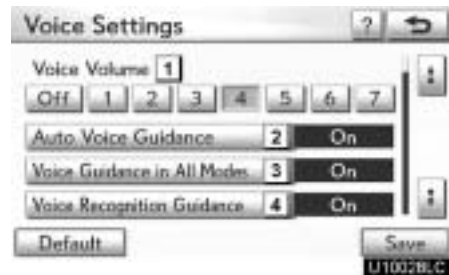 Voice Settings ?
Voice Volume 1
Off 1 2 3 4 5 6 7
Auto Voice Guidance 2 On
Voice Guidance in All Modes 3 On
Voice Recognition Guidance 4 On
Default Save
U1002BLC